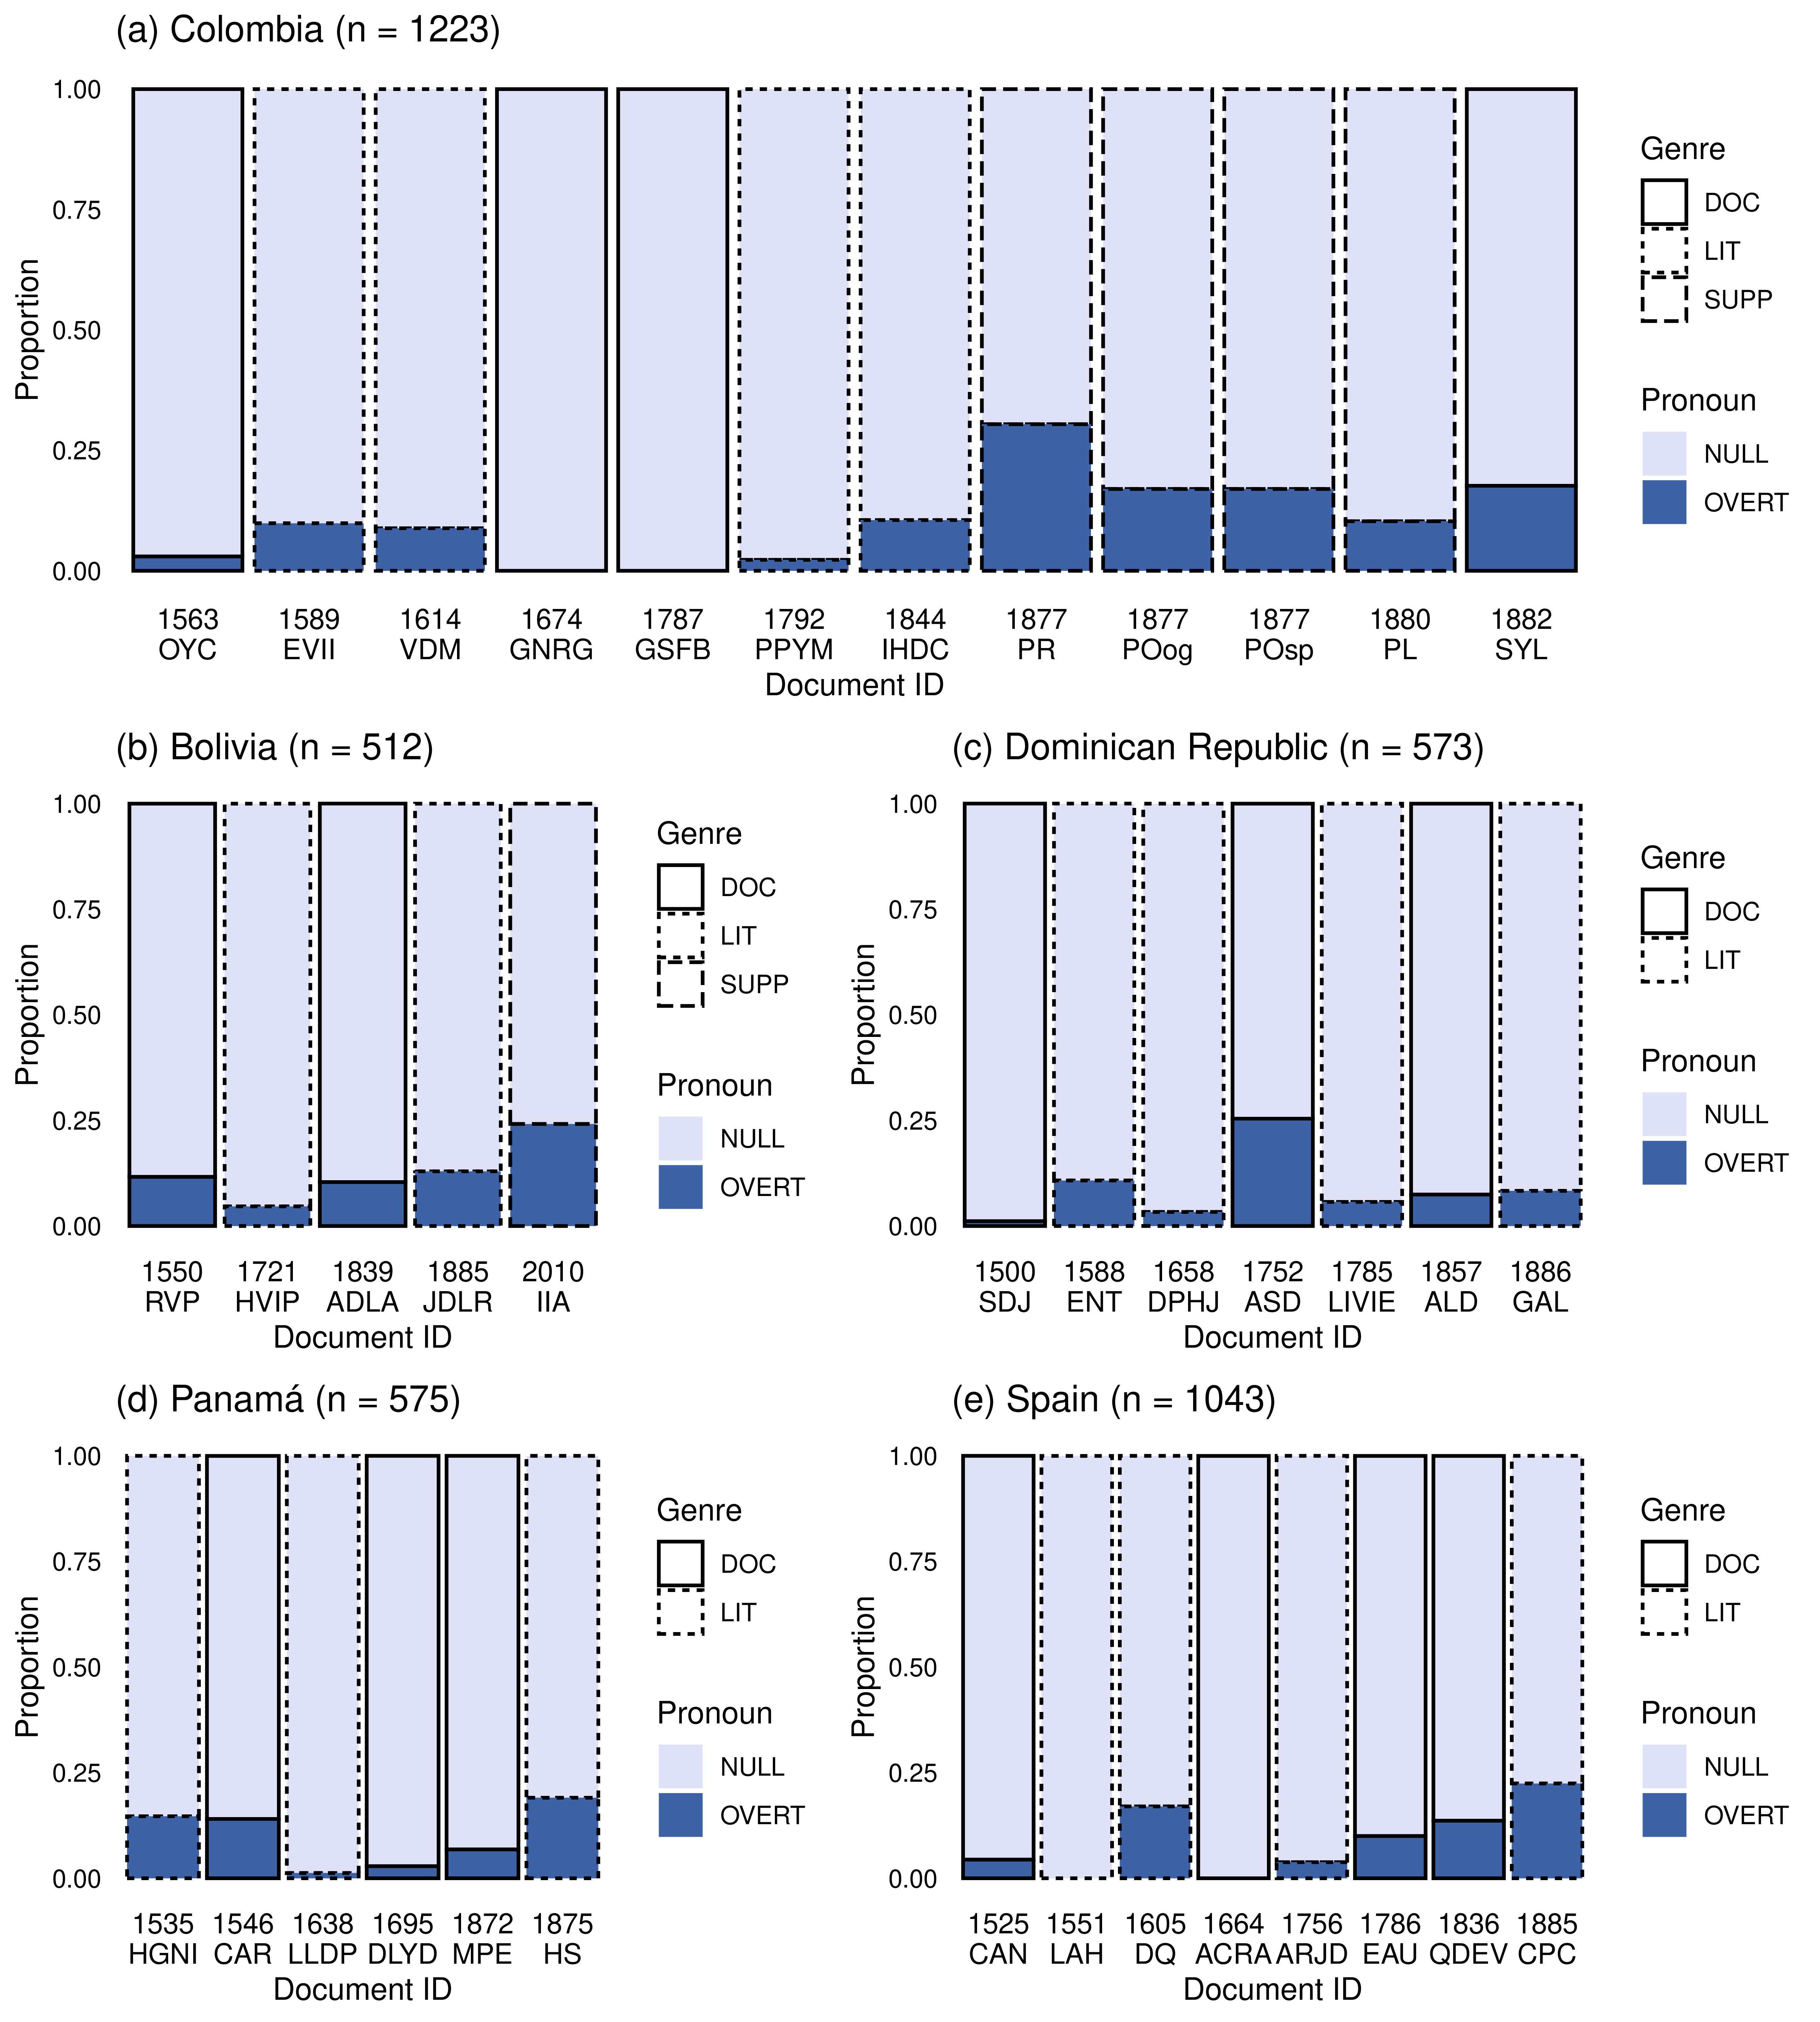 (a) Colombia (n = 1223)
Proportion
1.00
0.75
0.50
0.25
0.00
1563 1589 1614 1674 1787 1792 1844 1877 1877 1877 1880 1882
OYC EVII VDM GNRG GSFB PPYM IHDC PR POog POsp PL SYL
Document ID
Genre
DOC
LIT
SUPP
Pronoun
NULL
OVERT
(b) Bolivia (n = 512)
Proportion
1.00
0.75
0.50
0.25
0.00
1550 1721 1839 1885 2010
RVP HVIP ADLA JDLR IIA
Document ID
Genre
DOC
LIT
SUPP
Pronoun
NULL
OVERT
(c) Dominican Republic (n = 573)
Proportion
1.00
0.75
0.50
0.25
0.00
1500 1588 1658 1752 1785 1857 1886
SDJ ENT DPHJ ASD LIVIE ALD GAL
Document ID
Genre
DOC
LIT
Pronoun
NULL
OVERT
(d) Panamá (n = 575)
Proportion
1.00
0.75
0.50
0.25
0.00
1535 1546 1638 1695 1872 1875
HGNI CAR LLDP DLYD MPE HS
Document ID
Genre
DOC
LIT
Pronoun
NULL
OVERT
(e) Spain (n = 1043)
Proportion
1.00
0.75
0.50
0.25
0.00
1525 1551 1605 1664 1756 1786 1836 1885
CAN LAH DQ ACRA ARJD EAU QDEV CPC
Document ID
Genre
DOC
LIT
Pronoun
NULL
OVERT